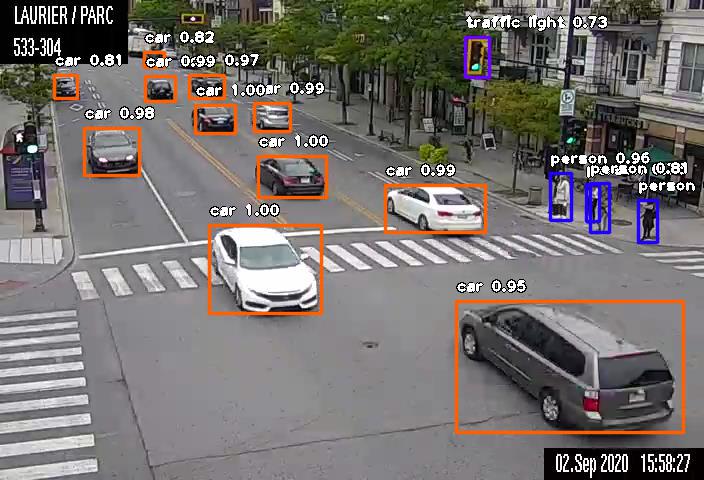 LAURIER / PARC
533-304
traffic light 0.73
car 0.82
car 0.81
car 0.99
0.97
car 1.00
car 0.99
car 0.98
car 1.00
car 0.99
person 0.96
person 0.81
person
car 1.00
car 0.95
02.Sep 2020 15:58:27